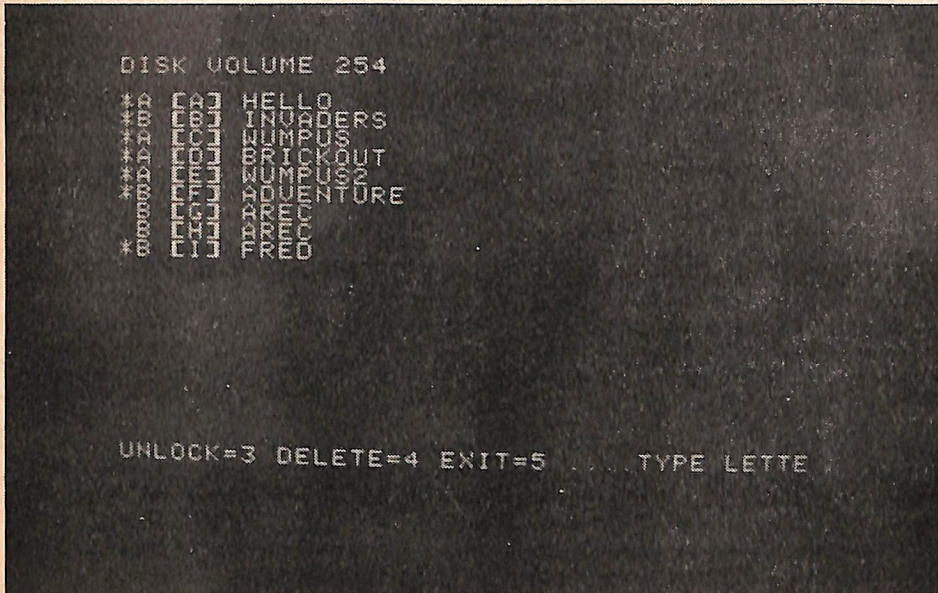 DISK VOLUME 254
*A [A] HELLO
*B [B] INVADERS
*A [C] WUMPUS
*A [D] BRICKOUT
*A [E] WUMPUS2
*B [F] ADVENTURE
B [G] AREC
B [H] AREC
*B [I] FRED
UNLOCK=3 DELETE=4 EXIT=5 ....TYPE LETTE